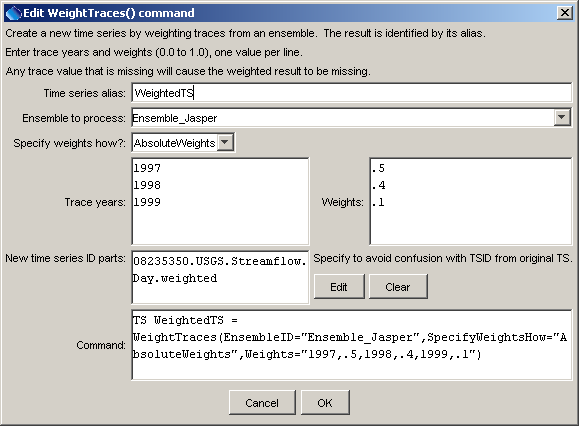 Edit WeightTraces() command
Create a new time series by weighting traces from an ensemble.  The result is identified by its alias.
Enter trace years and weights (0.0 to 1.0), one value per line.
Any trace value that is missing will cause the weighted result to be missing.
Time series alias: WeightedTS
Ensemble to process: Ensemble_Jasper
Specify weights how?: AbsoluteWeights
Trace years:
1997
1998
1999
Weights:
.5
.4
.1
New time series ID parts:
08235350.USGS.Streamflow.
Day.weighted
Specify to avoid confusion with TSID from original TS.
Edit Clear
Command:
TS WeightedTS =
WeightTraces(EnsembleID="Ensemble_Jasper",SpecifyWeightsHow="A
bsoluteWeights",Weights="1997,.5,1998,.4,1999,.1")
Cancel OK